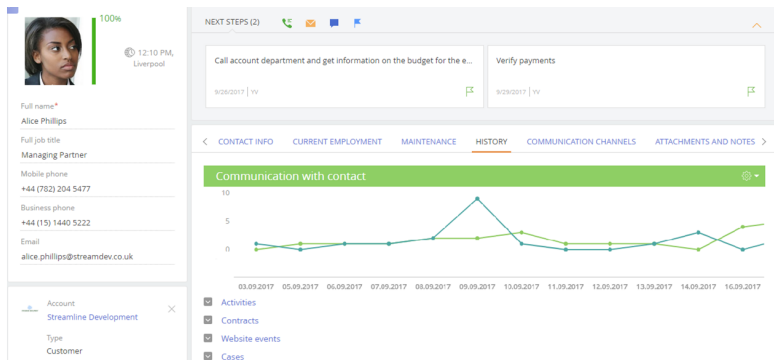 100%
12:10 PM,
Liverpool
Full name*
Alice Phillips
Full job title
Managing Partner
Mobile phone
+44 (782) 204 5477
Business phone
+44 (15) 1440 5222
Email
alice.phillips@streamdev.co.uk
Account
Streamline Development
Type
Customer
NEXT STEPS (2)
Call account department and get information on the budget for the e...
9/26/2017 | YV
Verify payments
9/29/2017 | YV
CONTACT INFO CURRENT EMPLOYMENT MAINTENANCE HISTORY COMMUNICATION CHANNELS ATTACHMENTS AND NOTES
Communication with contact
10
5
0
03.09.2017 05.09.2017 06.09.2017 07.09.2017 08.09.2017 09.09.2017 10.09.2017 11.09.2017 12.09.2017 13.09.2017 14.09.2017 16.09.2017
Activities
Contracts
Website events
Cases